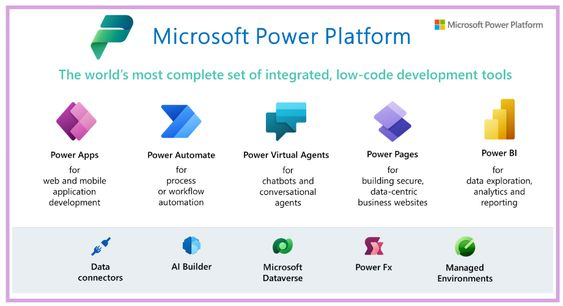 Microsoft Power Platform
Microsoft Power Platform
The world's most complete set of integrated, low-code development tools
Power Apps
for
web and mobile
application
development
Power Automate
for
process
or workflow
automation
Power Virtual Agents
for
chatbots and
conversational
agents
Power Pages
for
building secure,
data-centric
business websites
Power BI
for
data exploration,
analytics and
reporting
Data
connectors
AI Builder
Microsoft
Dataverse
Power Fx
Managed
Environments